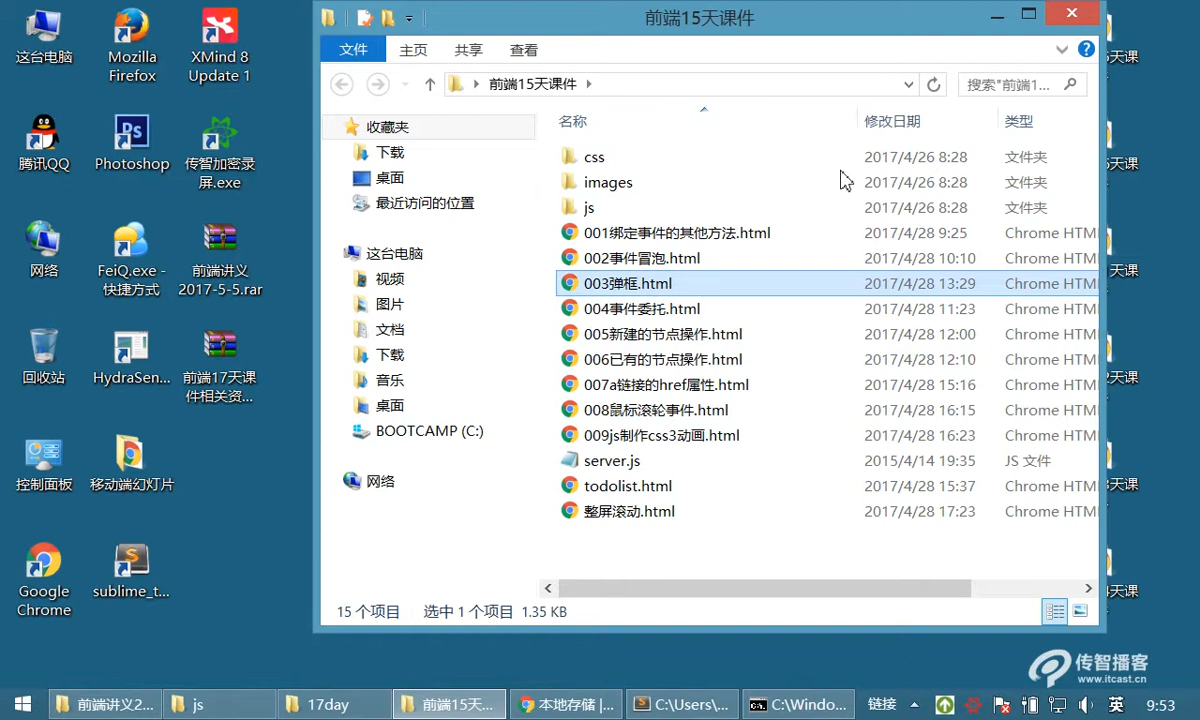 这台电脑
Mozilla
Firefox
XMind 8
Update 1
腾讯QQ
Photoshop
传智加密录
屏.exe
网络
FeiQ.exe -
快捷方式
前端讲义
2017-5-5.rar
回收站
HydraSen...
前端17天课
件相关资...
控制面板
移动端幻灯片
Google
Chrome
sublime_t...
前端15天课件
文件
主页
共享
查看
前端15天课件
搜索"前端1...
收藏夹
下载
桌面
最近访问的位置
这台电脑
视频
图片
文档
下载
音乐
桌面
BOOTCAMP (C:)
网络
名称 修改日期 类型
css 2017/4/26 8:28 文件夹
images 2017/4/26 8:28 文件夹
js 2017/4/26 8:28 文件夹
001绑定事件的其他方法.html 2017/4/28 9:25 Chrome HTM
002事件冒泡.html 2017/4/28 10:10 Chrome HTM
003弹框.html 2017/4/28 13:29 Chrome HTM
004事件委托.html 2017/4/28 11:23 Chrome HTM
005新建的节点操作.html 2017/4/28 12:00 Chrome HTM
006已有的节点操作.html 2017/4/28 12:10 Chrome HTM
007a链接的href属性.html 2017/4/28 15:16 Chrome HTM
008鼠标滚轮事件.html 2017/4/28 16:15 Chrome HTM
009js制作css3动画.html 2017/4/28 16:23 Chrome HTM
server.js 2015/4/14 19:35 JS 文件
todolist.html 2017/4/28 15:37 Chrome HTM
整屏滚动.html 2017/4/28 17:23 Chrome HTM
15 个项目 选中 1 个项目 1.35 KB
天课
天课
天课
天课
天课
天课
传智播客
www.itcast.cn
前端讲义2...
js
17day
前端15天...
本地存储 |...
C:\Users\...
C:\Windo...
链接
英
9:53